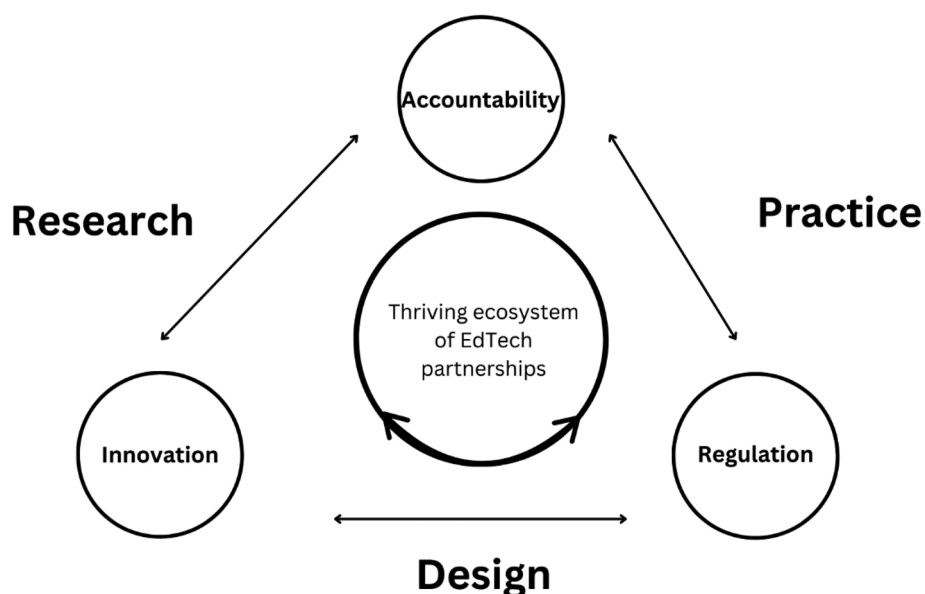 Accountability
Research
Practice
Thriving ecosystem
of EdTech
partnerships
Innovation
Regulation
Design